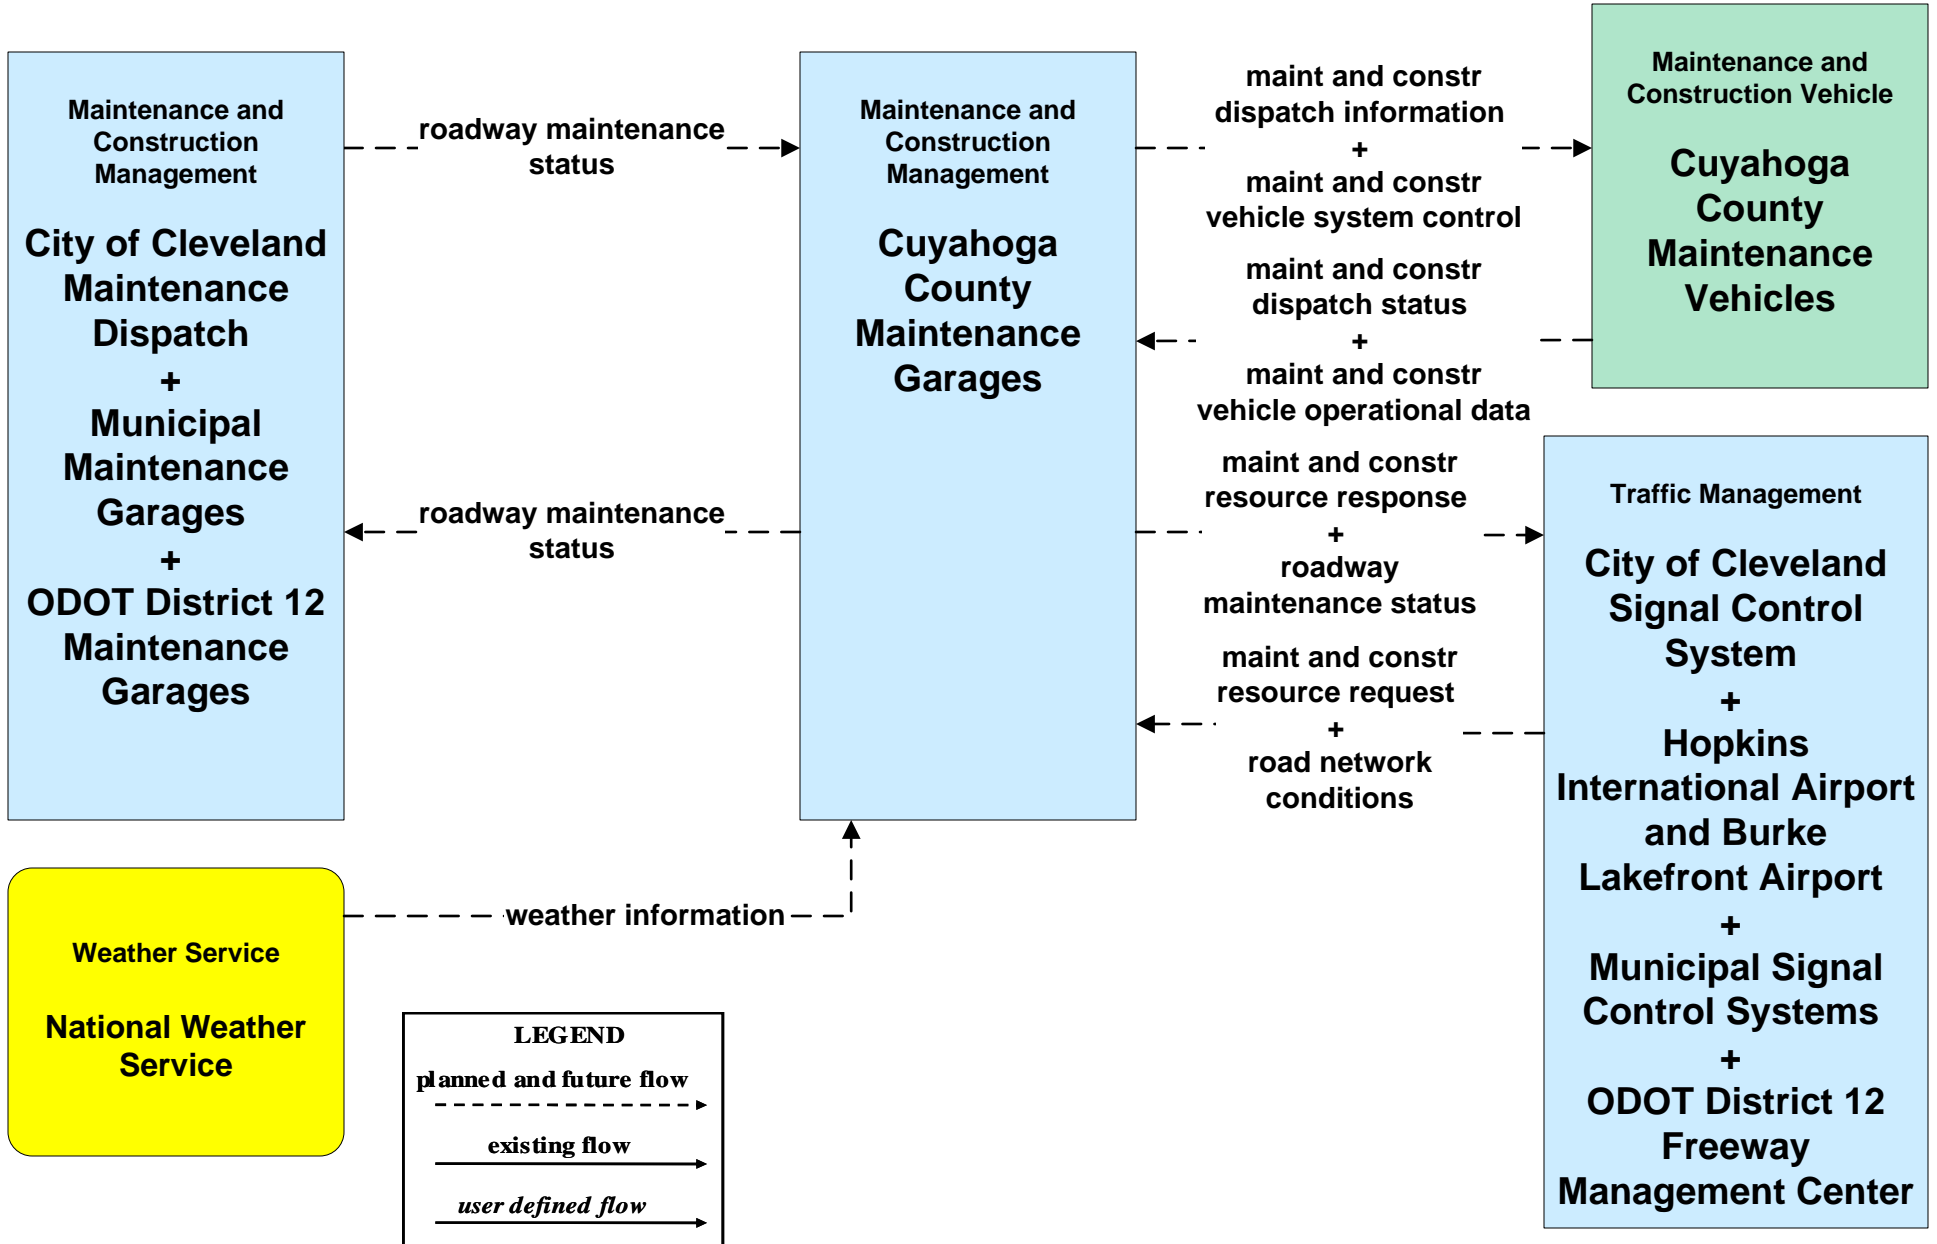 Maintenance and
Construction
Management
City of Cleveland
Maintenance
Dispatch
+
Municipal
Maintenance
Garages
+
ODOT District 12
Maintenance
Garages
roadway maintenance
status
roadway maintenance
status
Maintenance and
Construction
Management
Cuyahoga
County
Maintenance
Garages
maint and constr
dispatch information
+
maint and constr
vehicle system control
maint and constr
dispatch status
+
maint and constr
vehicle operational data
maint and constr
resource response
+
roadway
maintenance status
maint and constr
resource request
+
road network
conditions
Maintenance and
Construction Vehicle
Cuyahoga
County
Maintenance
Vehicles
Traffic Management
City of Cleveland
Signal Control
System
+
Hopkins
International Airport
and Burke
Lakefront Airport
+
Municipal Signal
Control Systems
+
ODOT District 12
Freeway
Management Center
Weather Service
National Weather
Service
weather information
LEGEND
planned and future flow
existing flow
user defined flow